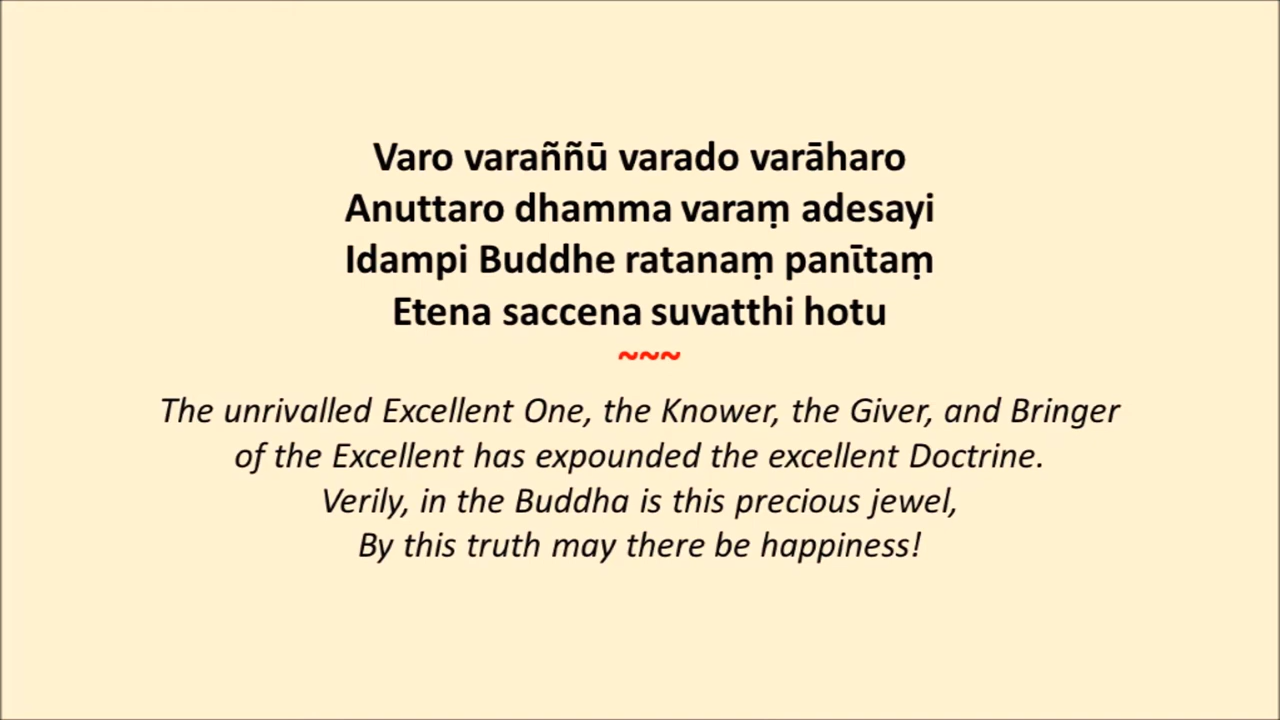 Varo varaññū varado varāharo
Anuttaro dhamma varaṃ adesayi
Idampi Buddhe ratanaṃ panītaṃ
Etena saccena suvatthi hotu
~~~
The unrivalled Excellent One, the Knower, the Giver, and Bringer
of the Excellent has expounded the excellent Doctrine.
Verily, in the Buddha is this precious jewel,
By this truth may there be happiness!